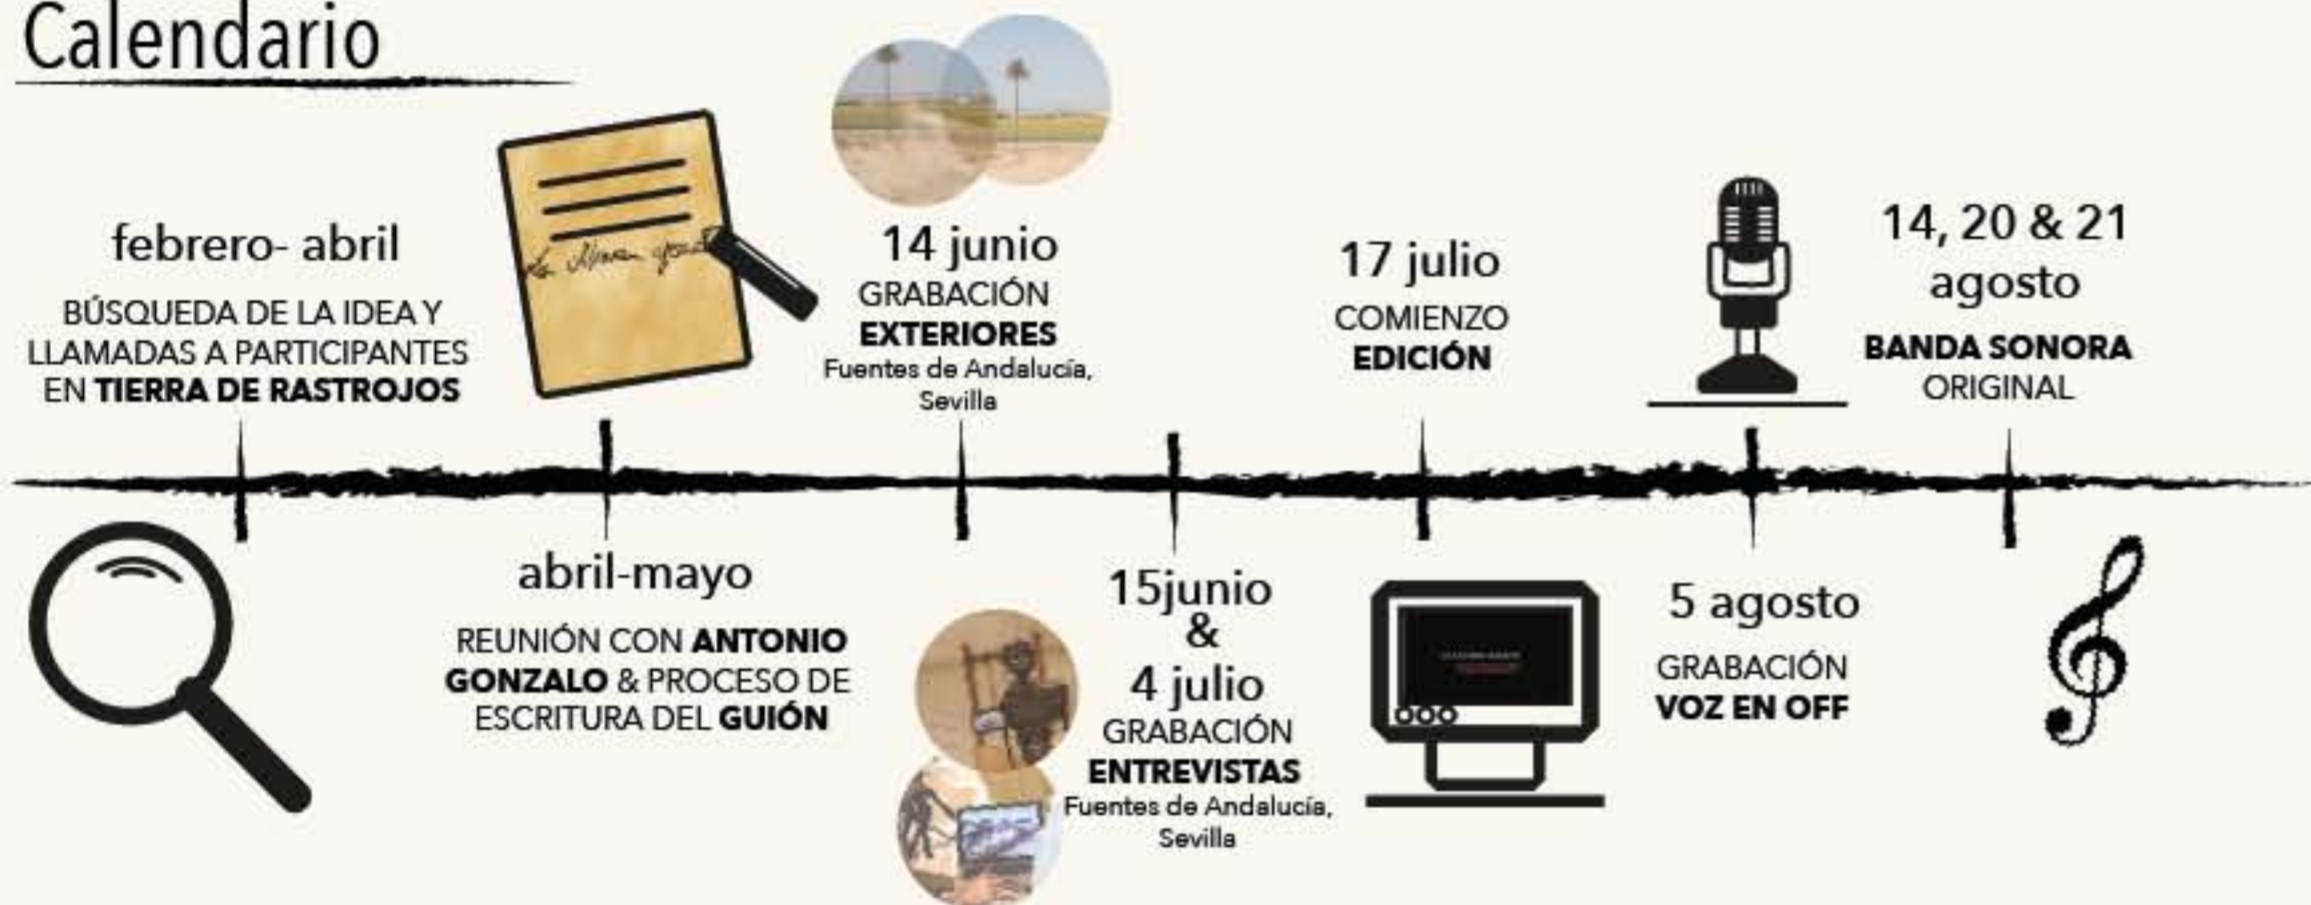 Calendario
febrero- abril
BÚSQUEDA DE LA IDEA Y
LLAMADAS A PARTICIPANTES
EN TIERRA DE RASTROJOS
abril-mayo
REUNIÓN CON ANTONIO
GONZALO & PROCESO DE
ESCRITURA DEL GUIÓN
14 junio
GRABACIÓN
EXTERIORES
Fuentes de Andalucía,
Sevilla
15junio
&
4 julio
GRABACIÓN
ENTREVISTAS
Fuentes de Andalucía,
Sevilla
17 julio
COMIENZO
EDICIÓN
5 agosto
GRABACIÓN
VOZ EN OFF
14, 20 & 21
agosto
BANDA SONORA
ORIGINAL